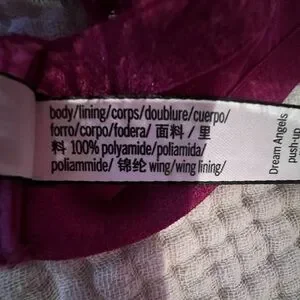 body/lining/corps/doublure/cuerpo/
forro/corpo/fodera/ 面料 / 里
料 100% polyamide/poliamida/
poliammide/ 锦纶 wing/wing lining/
Dream Angels
push-up